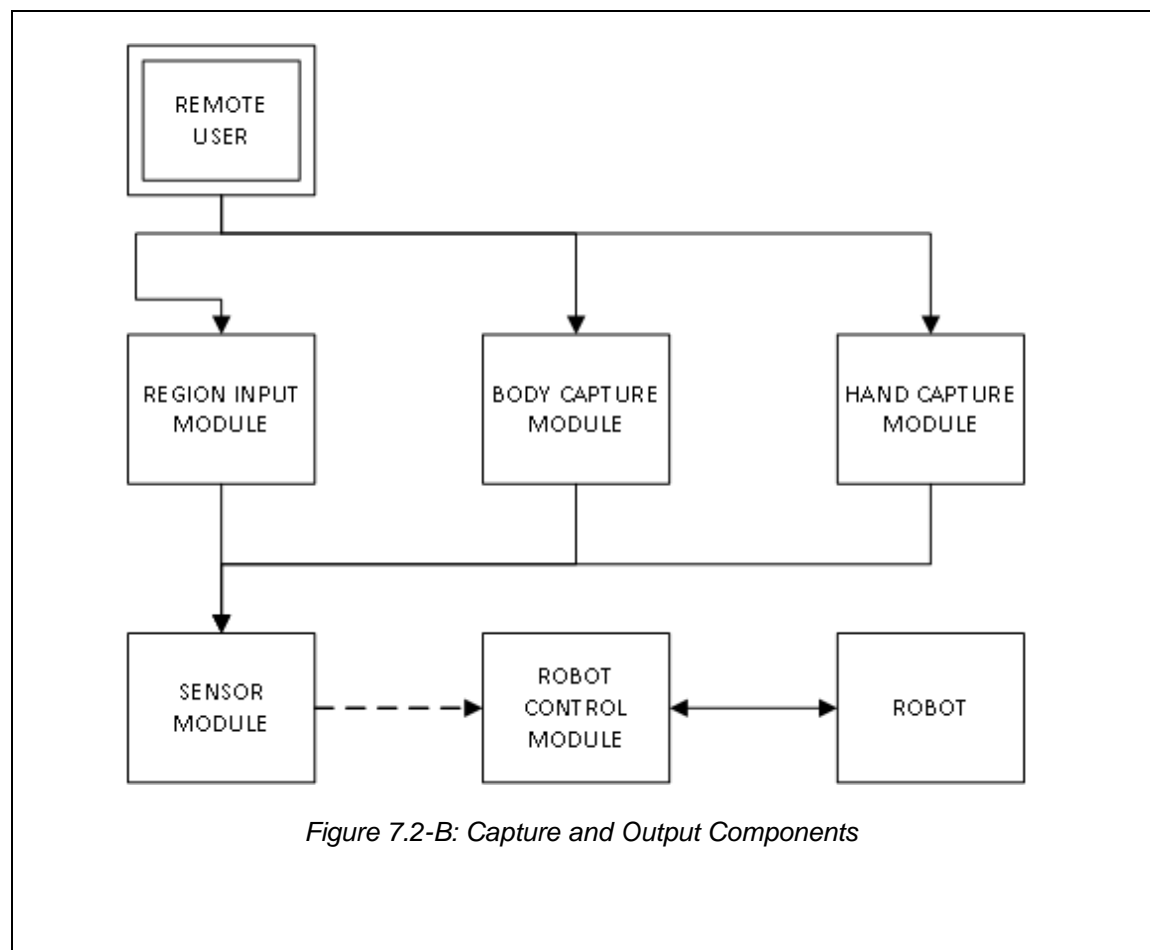 REMOTE
USER
REGION INPUT
MODULE
BODY CAPTURE
MODULE
HAND CAPTURE
MODULE
SENSOR
MODULE
ROBOT
CONTROL
MODULE
ROBOT
Figure 7.2-B: Capture and Output Components